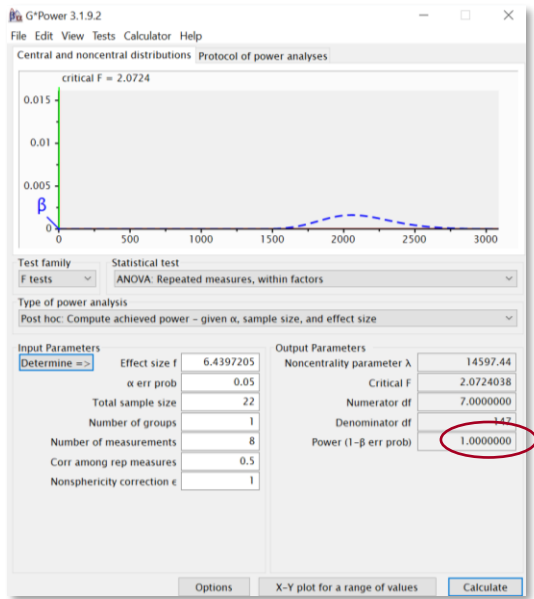 G*Power 3.1.9.2
File Edit View Tests Calculator Help
Central and noncentral distributions Protocol of power analyses
critical F = 2.0724
0.015
0.01
0.005
β
0
0 500 1000 1500 2000 2500 3000
Test family Statistical test
F tests ANOVA: Repeated measures, within factors
Type of power analysis
Post hoc: Compute achieved power – given α, sample size, and effect size
Input Parameters Output Parameters
Determine => Effect size f 6.4397205 Noncentrality parameter λ 14597.44
α err prob 0.05 Critical F 2.0724038
Total sample size 22 Numerator df 7.0000000
Number of groups 1 Denominator df 147
Number of measurements 8 Power (1-β err prob) 1.0000000
Corr among rep measures 0.5
Nonsphericity correction ϵ 1
Options X-Y plot for a range of values Calculate